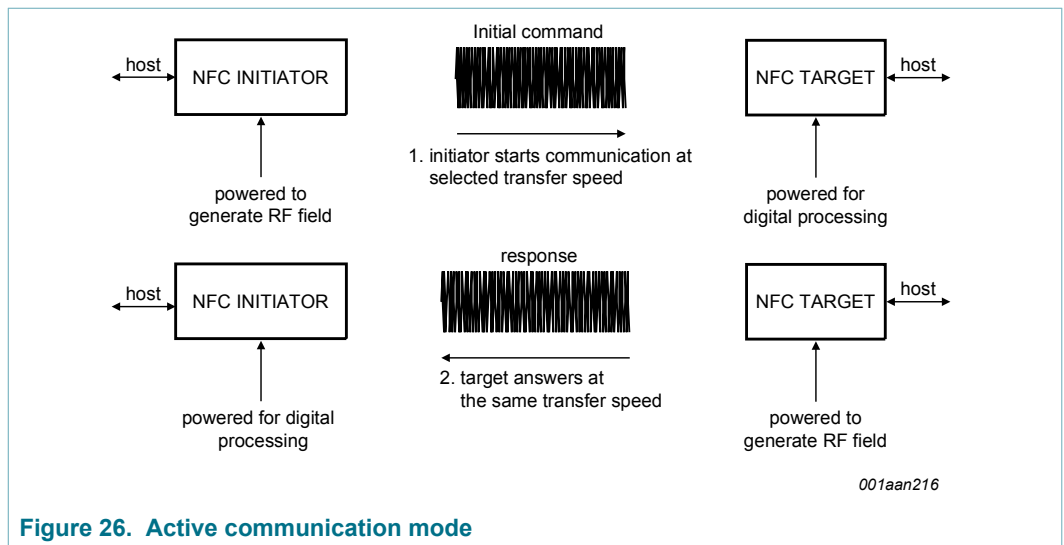 Initial command
host
NFC INITIATOR
NFC TARGET
host
1. initiator starts communication at
selected transfer speed
powered to
generate RF field
powered for
digital processing
response
host
NFC INITIATOR
NFC TARGET
host
2. target answers at
the same transfer speed
powered for digital
processing
powered to
generate RF field
001aan216
Figure 26. Active communication mode